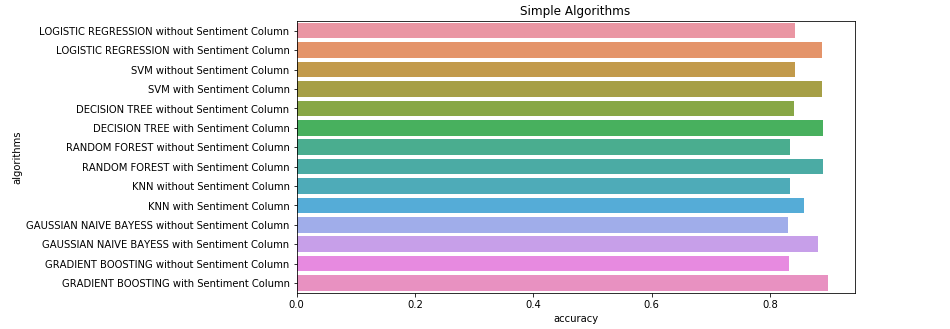 Simple Algorithms
LOGISTIC REGRESSION without Sentiment Column
LOGISTIC REGRESSION with Sentiment Column
SVM without Sentiment Column
SVM with Sentiment Column
DECISION TREE without Sentiment Column
DECISION TREE with Sentiment Column
RANDOM FOREST without Sentiment Column
RANDOM FOREST with Sentiment Column
KNN without Sentiment Column
KNN with Sentiment Column
GAUSSIAN NAIVE BAYESS without Sentiment Column
GAUSSIAN NAIVE BAYESS with Sentiment Column
GRADIENT BOOSTING without Sentiment Column
GRADIENT BOOSTING with Sentiment Column
algorithms
0.0 0.2 0.4 0.6 0.8
accuracy